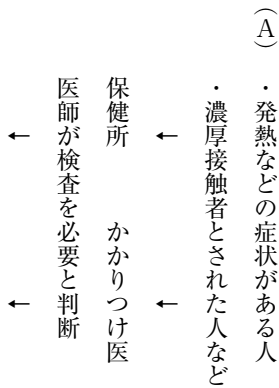 (A)
・発熱などの症状がある人
・濃厚接触者とされた人など
← ←
保健所 かかりつけ医
医師が検査を必要と判断
← ←